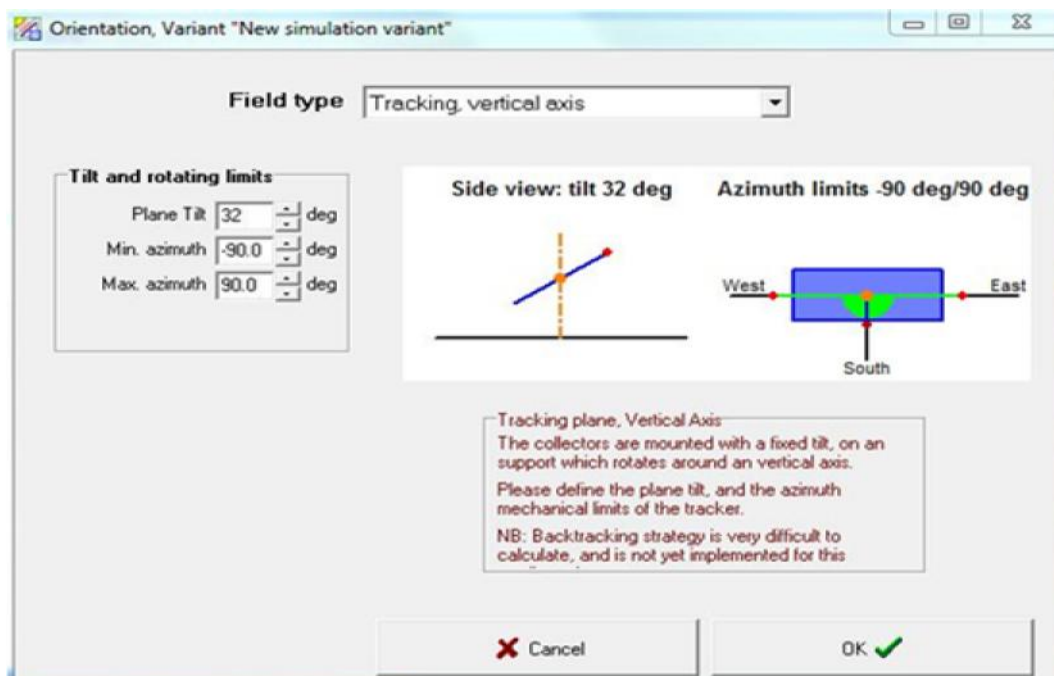 Orientation, Variant "New simulation variant"
Field type Tracking, vertical axis
Tilt and rotating limits
Plane Tilt 32 deg
Min. azimuth -90.0 deg
Max. azimuth 90.0 deg
Side view: tilt 32 deg
Azimuth limits -90 deg/90 deg
West
East
South
Tracking plane, Vertical Axis
The collectors are mounted with a fixed tilt, on an
support which rotates around an vertical axis.
Please define the plane tilt, and the azimuth
mechanical limits of the tracker.
NB: Backtracking strategy is very difficult to
calculate, and is not yet implemented for this
Cancel
OK